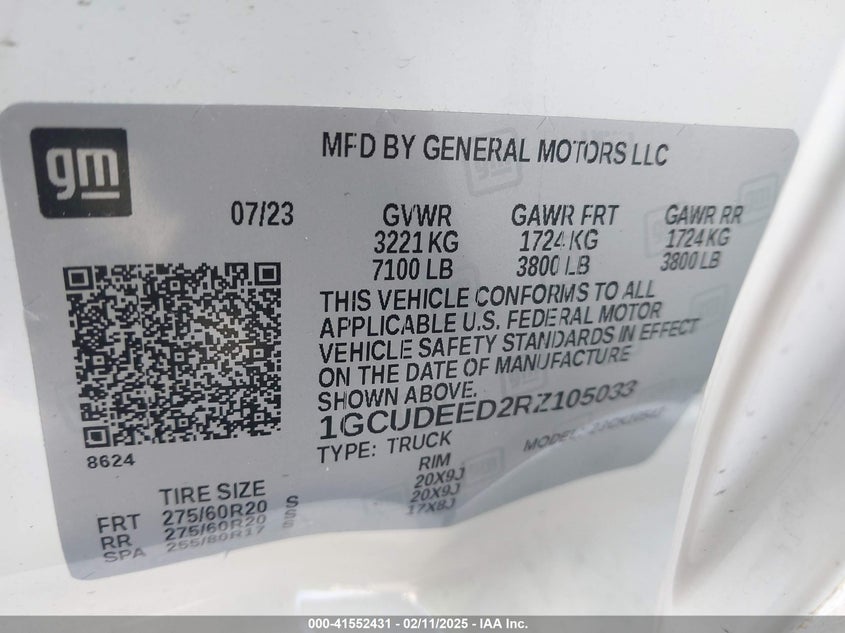 gm
MFD BY GENERAL MOTORS LLC
07/23 GVWR GAWR FRT GAWR RR
3221 KG 1724 KG 1724 KG
7100 LB 3800 LB 3800 LB
THIS VEHICLE CONFORMS TO ALL
APPLICABLE U.S. FEDERAL MOTOR
VEHICLE SAFETY STANDARDS IN EFFECT
ON THE DATE OF MANUFACTURE
SHOWN ABOVE.
1GCUDEED2RZ105033
TYPE: TRUCK MODEL:
8624
TIRE SIZE RIM
FRT 275/60R20 S 20X9J
RR 275/60R20 S 20X9J
SPA 255/80R17 17X8J
000-41552431 - 02/11/2025 - IAA Inc.